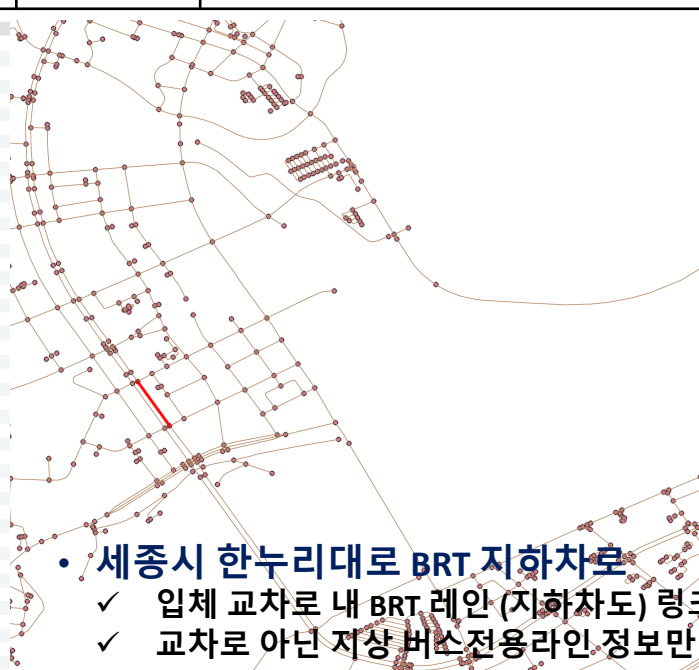 • 세종시 한누리대로 BRT 지하차로
✓ 입체 교차로 내 BRT 레인 (지하차도) 링크
✓ 교차로 아닌 지상 버스전용라인 정보만